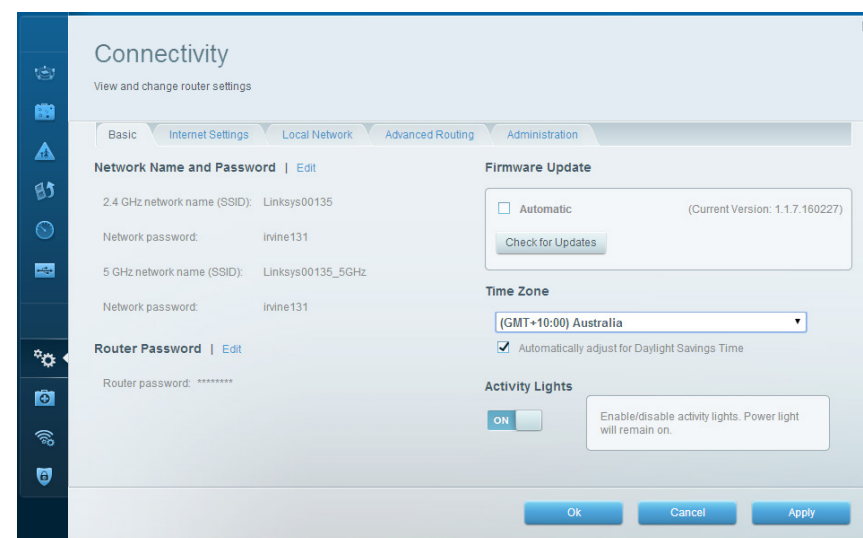 Connectivity
View and change router settings
Basic Internet Settings Local Network Advanced Routing Administration
Network Name and Password | Edit
2.4 GHz network name (SSID): Linksys00135
Network password: irvine131
5 GHz network name (SSID): Linksys00135_5GHz
Network password: irvine131
Router Password | Edit
Router password: ********
Firmware Update
Automatic (Current Version: 1.1.7.160227)
Check for Updates
Time Zone
(GMT+10:00) Australia
Automatically adjust for Daylight Savings Time
Activity Lights
ON
Enable/disable activity lights. Power light
will remain on.
Ok Cancel Apply